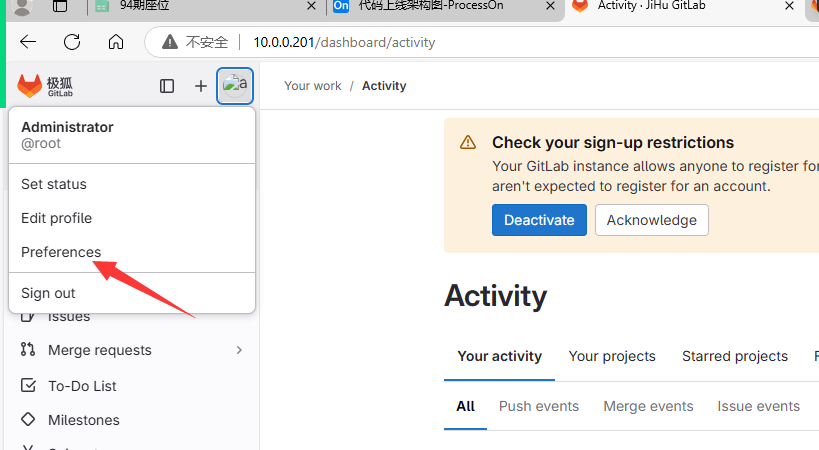 94期座位
On 代码上线架构图-ProcessOn
Activity · JiHu GitLab
不安全 10.0.0.201/dashboard/activity
极狐
GitLab
a
Your work / Activity
Administrator
@root
Set status
Edit profile
Preferences
Sign out
Issues
Merge requests
To-Do List
Milestones
Check your sign-up restrictions
Your GitLab instance allows anyone to register for
aren't expected to register for an account.
Deactivate Acknowledge
Activity
Your activity Your projects Starred projects
All Push events Merge events Issue events